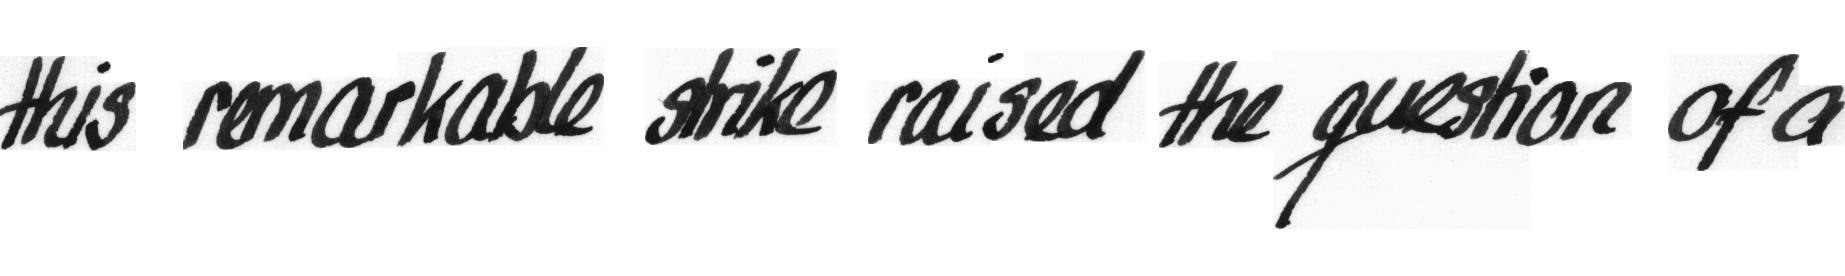 this remarkable strike raised the question of a